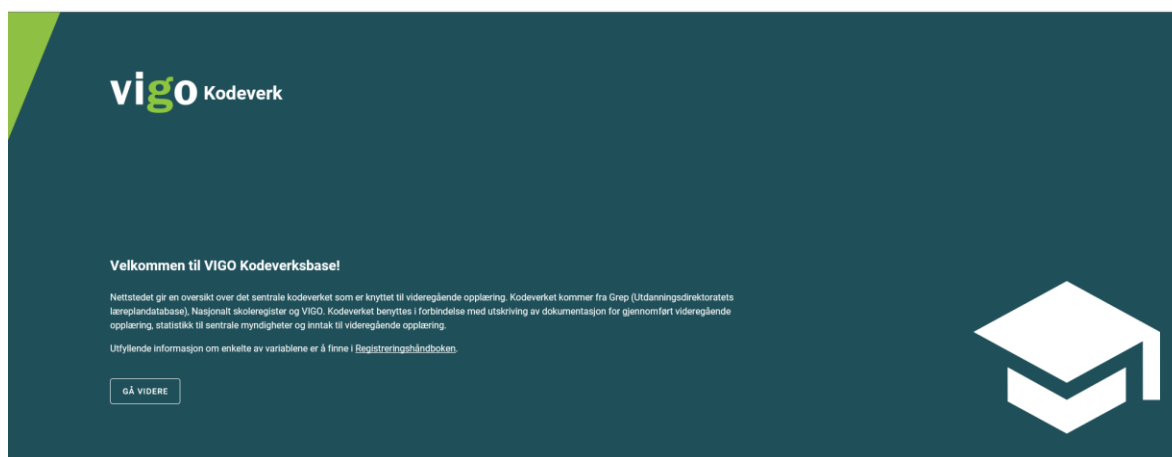 vigo Kodeverk
Velkommen til VIGO Kodeverksbase!
Nettstedet gir en oversikt over det sentrale kodeverket som er knyttet til videregående opplæring. Kodeverket kommer fra Grep (Utdanningsdirektoratets
læreplandatabase), Nasjonalt skoleregister og VIGO. Kodeverket benyttes i forbindelse med utskriving av dokumentasjon for gjennomført videregående
opplæring, statistikk til sentrale myndigheter og inntak til videregående opplæring.
Utfyllende informasjon om enkelte av variablene er å finne i Registreringshåndboken.
GÅ VIDERE